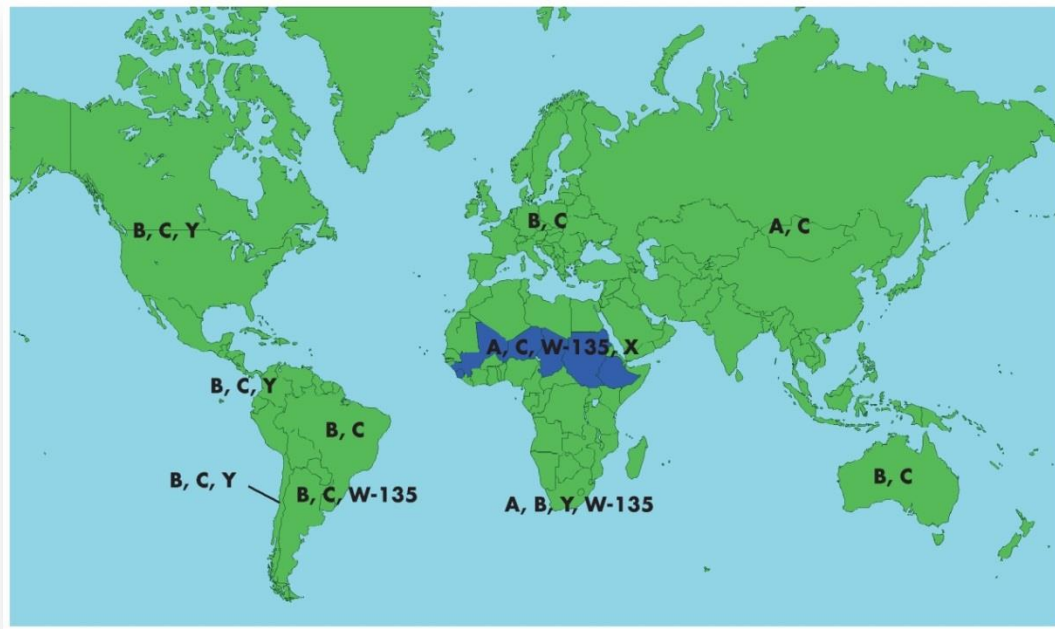 B, C, Y
B, C
A, C
A, C, W-135, X
B, C, Y
B, C
B, C, Y
B, C, W-135
A, B, Y, W-135
B, C